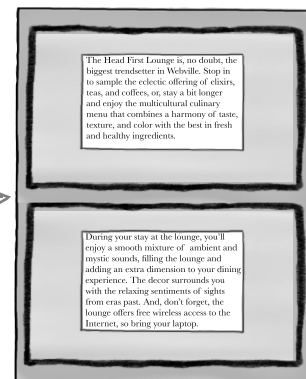 The Head First Lounge is, no doubt, the
biggest trendsetter in Webville. Stop in
to sample the eclectic offering of elixirs,
teas, and coffees, or, stay a bit longer
and enjoy the multicultural culinary
menu that combines a harmony of taste,
texture, and color with the best in fresh
and healthy ingredients.
During your stay at the lounge, you'll
enjoy a smooth mixture of ambient and
mystic sounds, filling the lounge and
adding an extra dimension to your dining
experience. The decor surrounds you
with the relaxing sentiments of sights
from eras past. And, don't forget, the
lounge offers free wireless access to the
Internet, so bring your laptop.